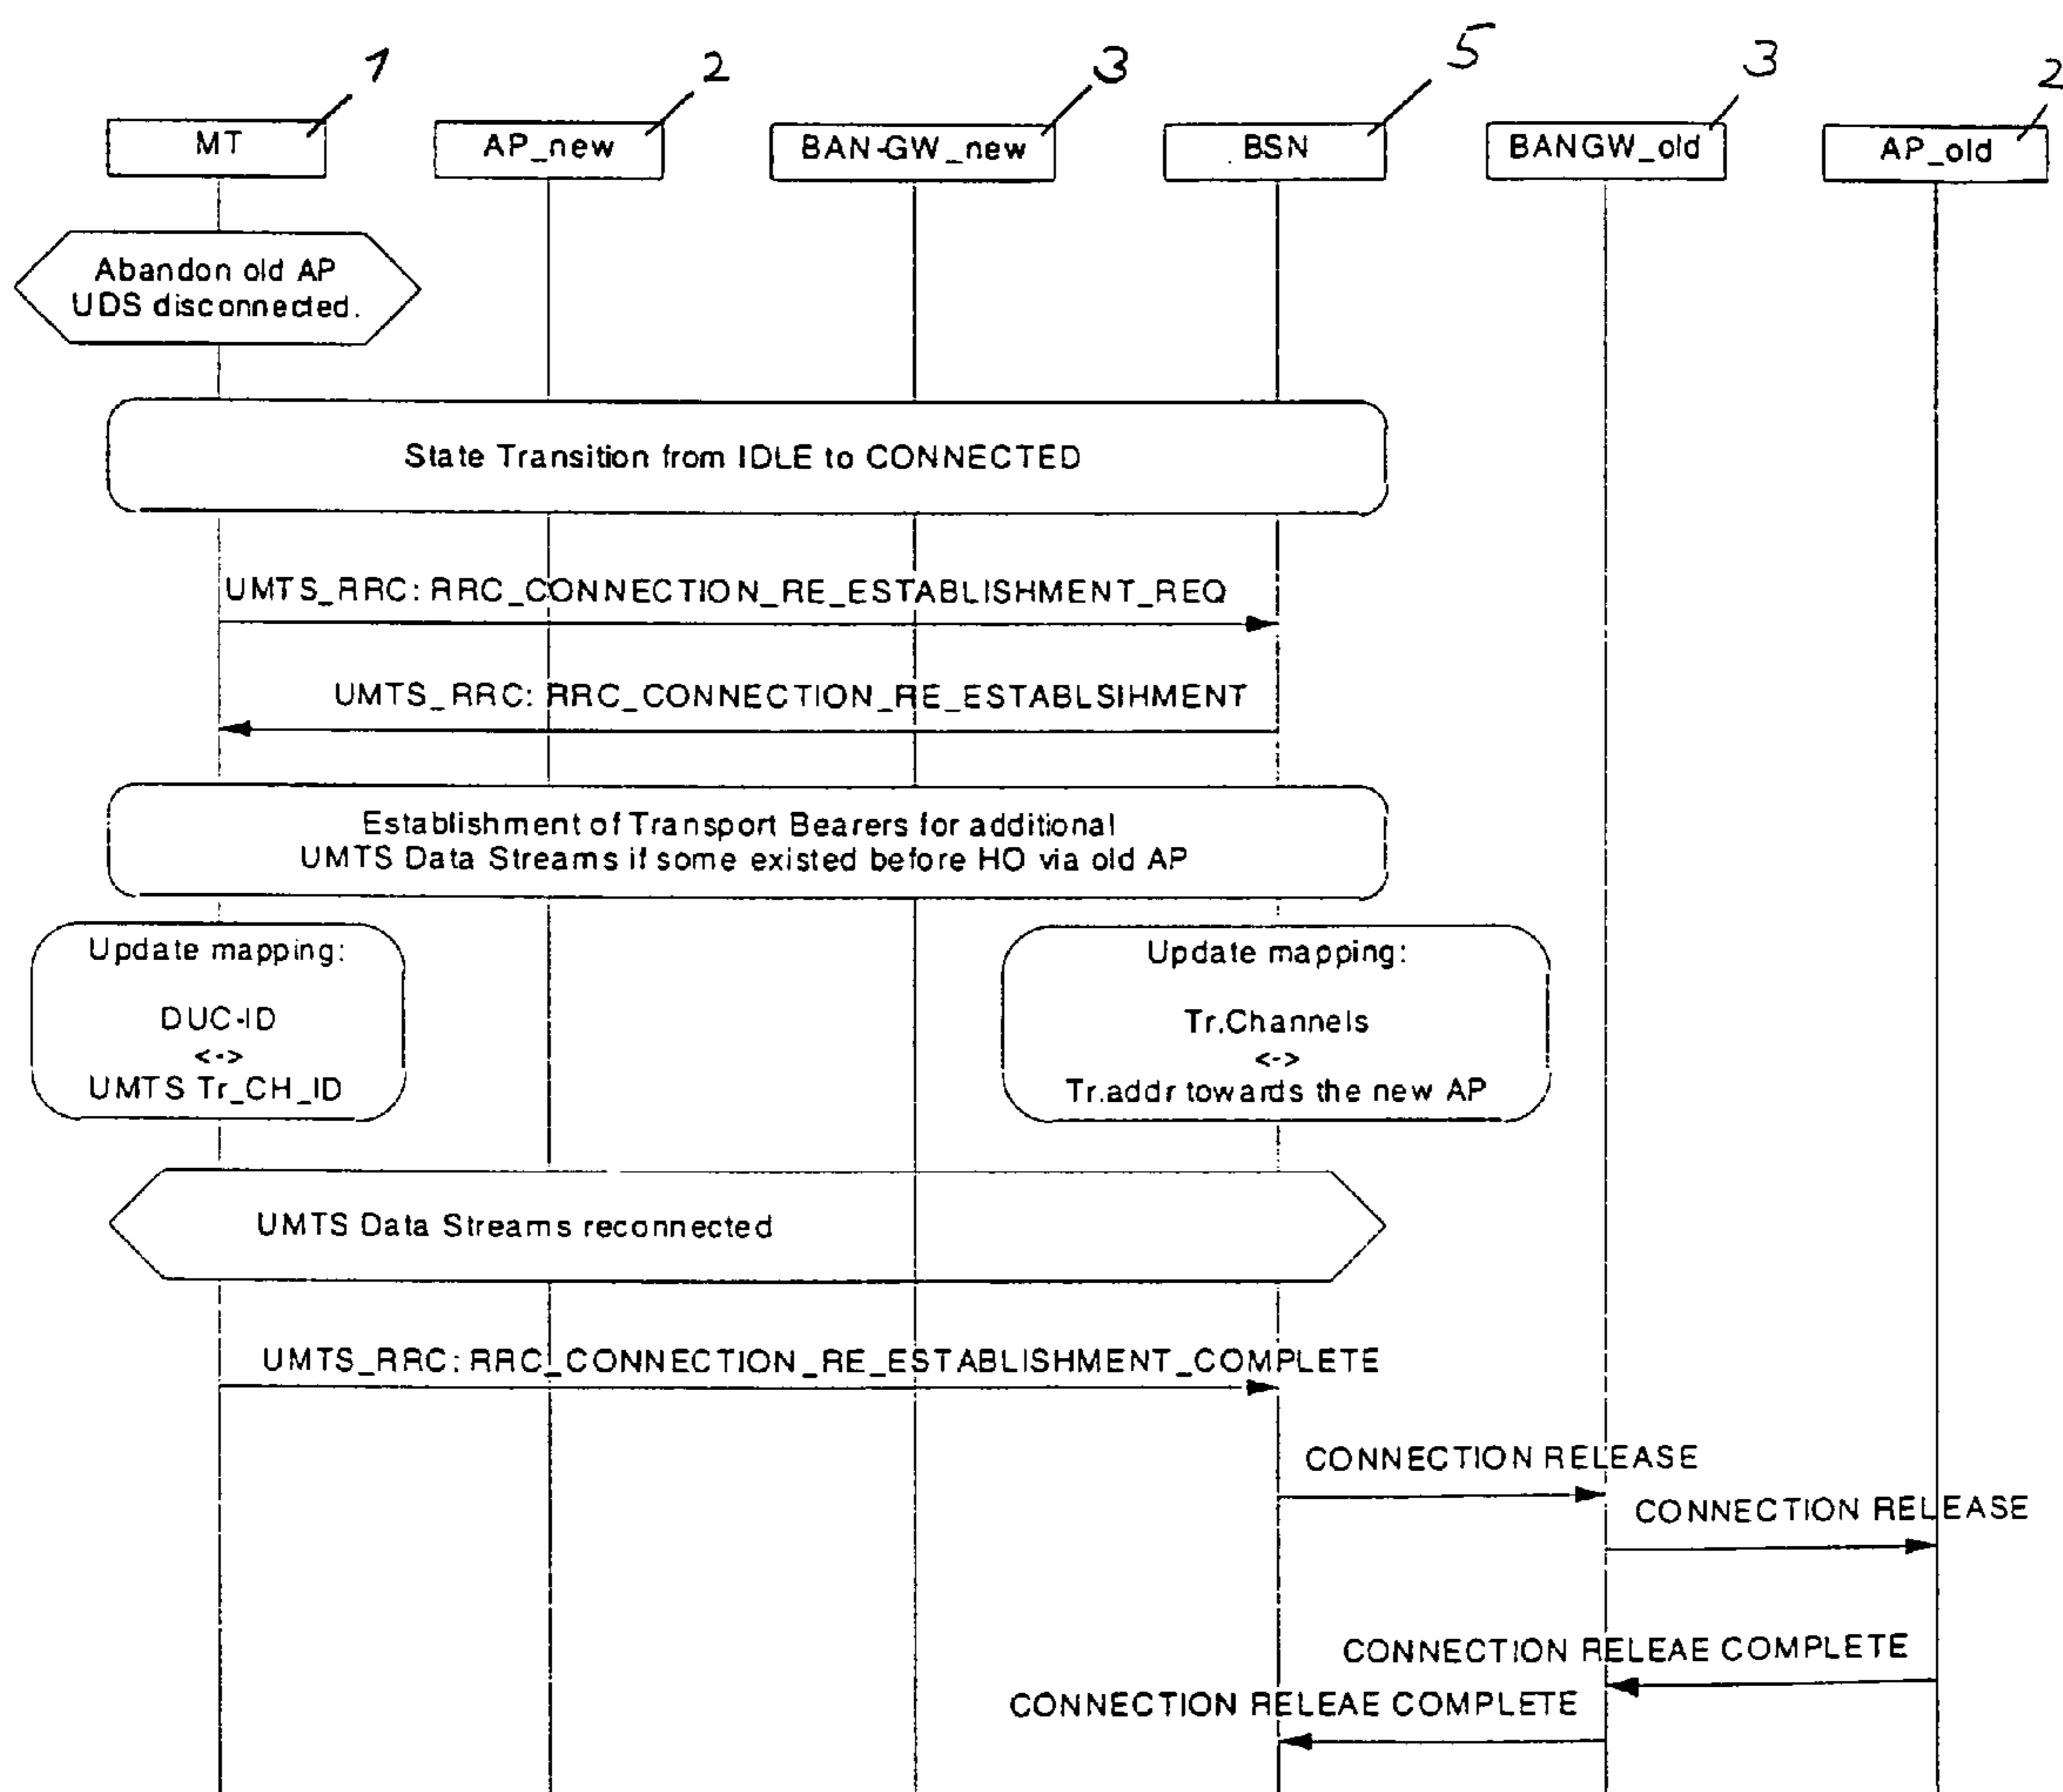 1 2 3 5 3 2
MT AP_new BAN-GW_new BSN BANGW_old AP_old
Abandon old AP
UDS disconnected.
State Transition from IDLE to CONNECTED
UMTS_RRC: RRC_CONNECTION_RE_ESTABLISHMENT_REQ
UMTS_RRC: RRC_CONNECTION_RE_ESTABLSIHMENT
Establishment of Transport Bearers for additional
UMTS Data Streams if some existed before HO via old AP
Update mapping:
DUC-ID
<->
UMTS Tr_CH_ID
Update mapping:
Tr.Channels
<->
Tr.addr towards the new AP
UMTS Data Streams reconnected
UMTS_RRC: RRC_CONNECTION_RE_ESTABLISHMENT_COMPLETE
CONNECTION RELEASE
CONNECTION RELEASE
CONNECTION RELEAE COMPLETE
CONNECTION RELEAE COMPLETE